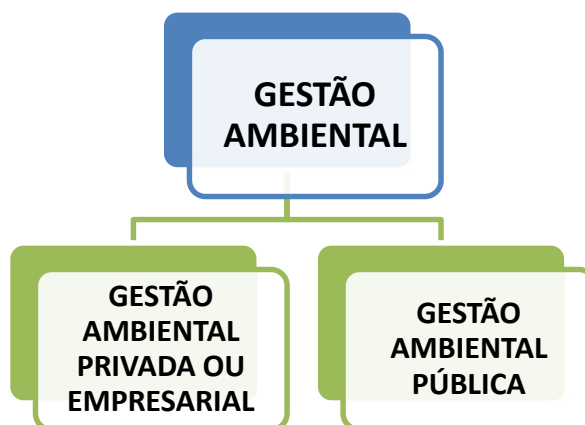 GESTÃO
AMBIENTAL
GESTÃO
AMBIENTAL
PRIVADA OU
EMPRESARIAL
GESTÃO
AMBIENTAL
PÚBLICA